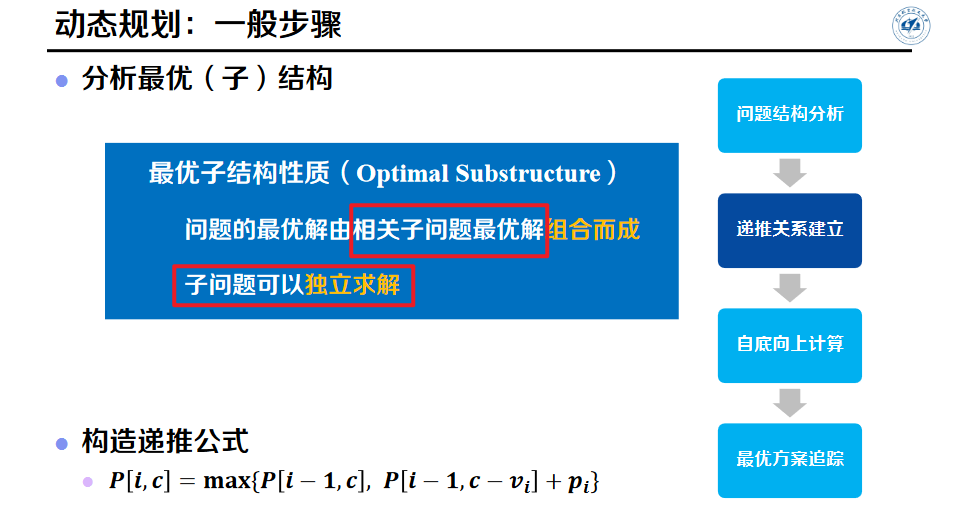 动态规划：一般步骤
分析最优（子）结构
最优子结构性质（Optimal Substructure）
问题的最优解由相关子问题最优解组合而成
子问题可以独立求解
构造递推公式
P[i, c] = max{P[i − 1, c], P[i − 1, c − vᵢ] + pᵢ}
问题结构分析
递推关系建立
自底向上计算
最优方案追踪